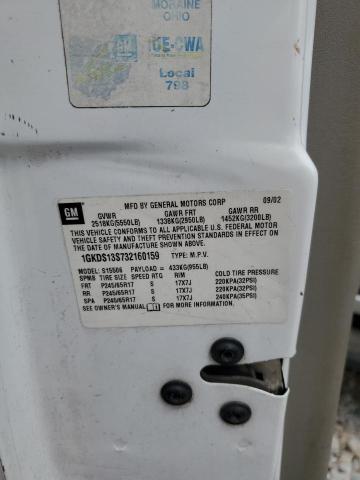 MORAINE
OHIO
GM
IUE-CWA
Local
798
GM
MFD BY GENERAL MOTORS CORP 09/02
GVWR GAWR FRT GAWR RR
2518KG(5550LB) 1338KG(2950LB) 1452KG(3200LB)
THIS VEHICLE CONFORMS TO ALL APPLICABLE U.S. FEDERAL MOTOR
VEHICLE SAFETY AND THEFT PREVENTION STANDARDS IN EFFECT ON
THE DATE OF MANUFACTURE SHOWN ABOVE.
1GKDS13S732160159 TYPE: M.P.V.
MODEL: S15506 PAYLOAD = 433KG(955LB)
SPMS TIRE SIZE SPEED RTG RIM COLD TIRE PRESSURE
FRT P245/65R17 S 17X7J 220KPA(32PSI)
RR P245/65R17 S 17X7J 220KPA(32PSI)
SPA P245/65R17 S 17X7J 240KPA(35PSI)
SEE OWNER'S MANUAL FOR MORE INFORMATION.